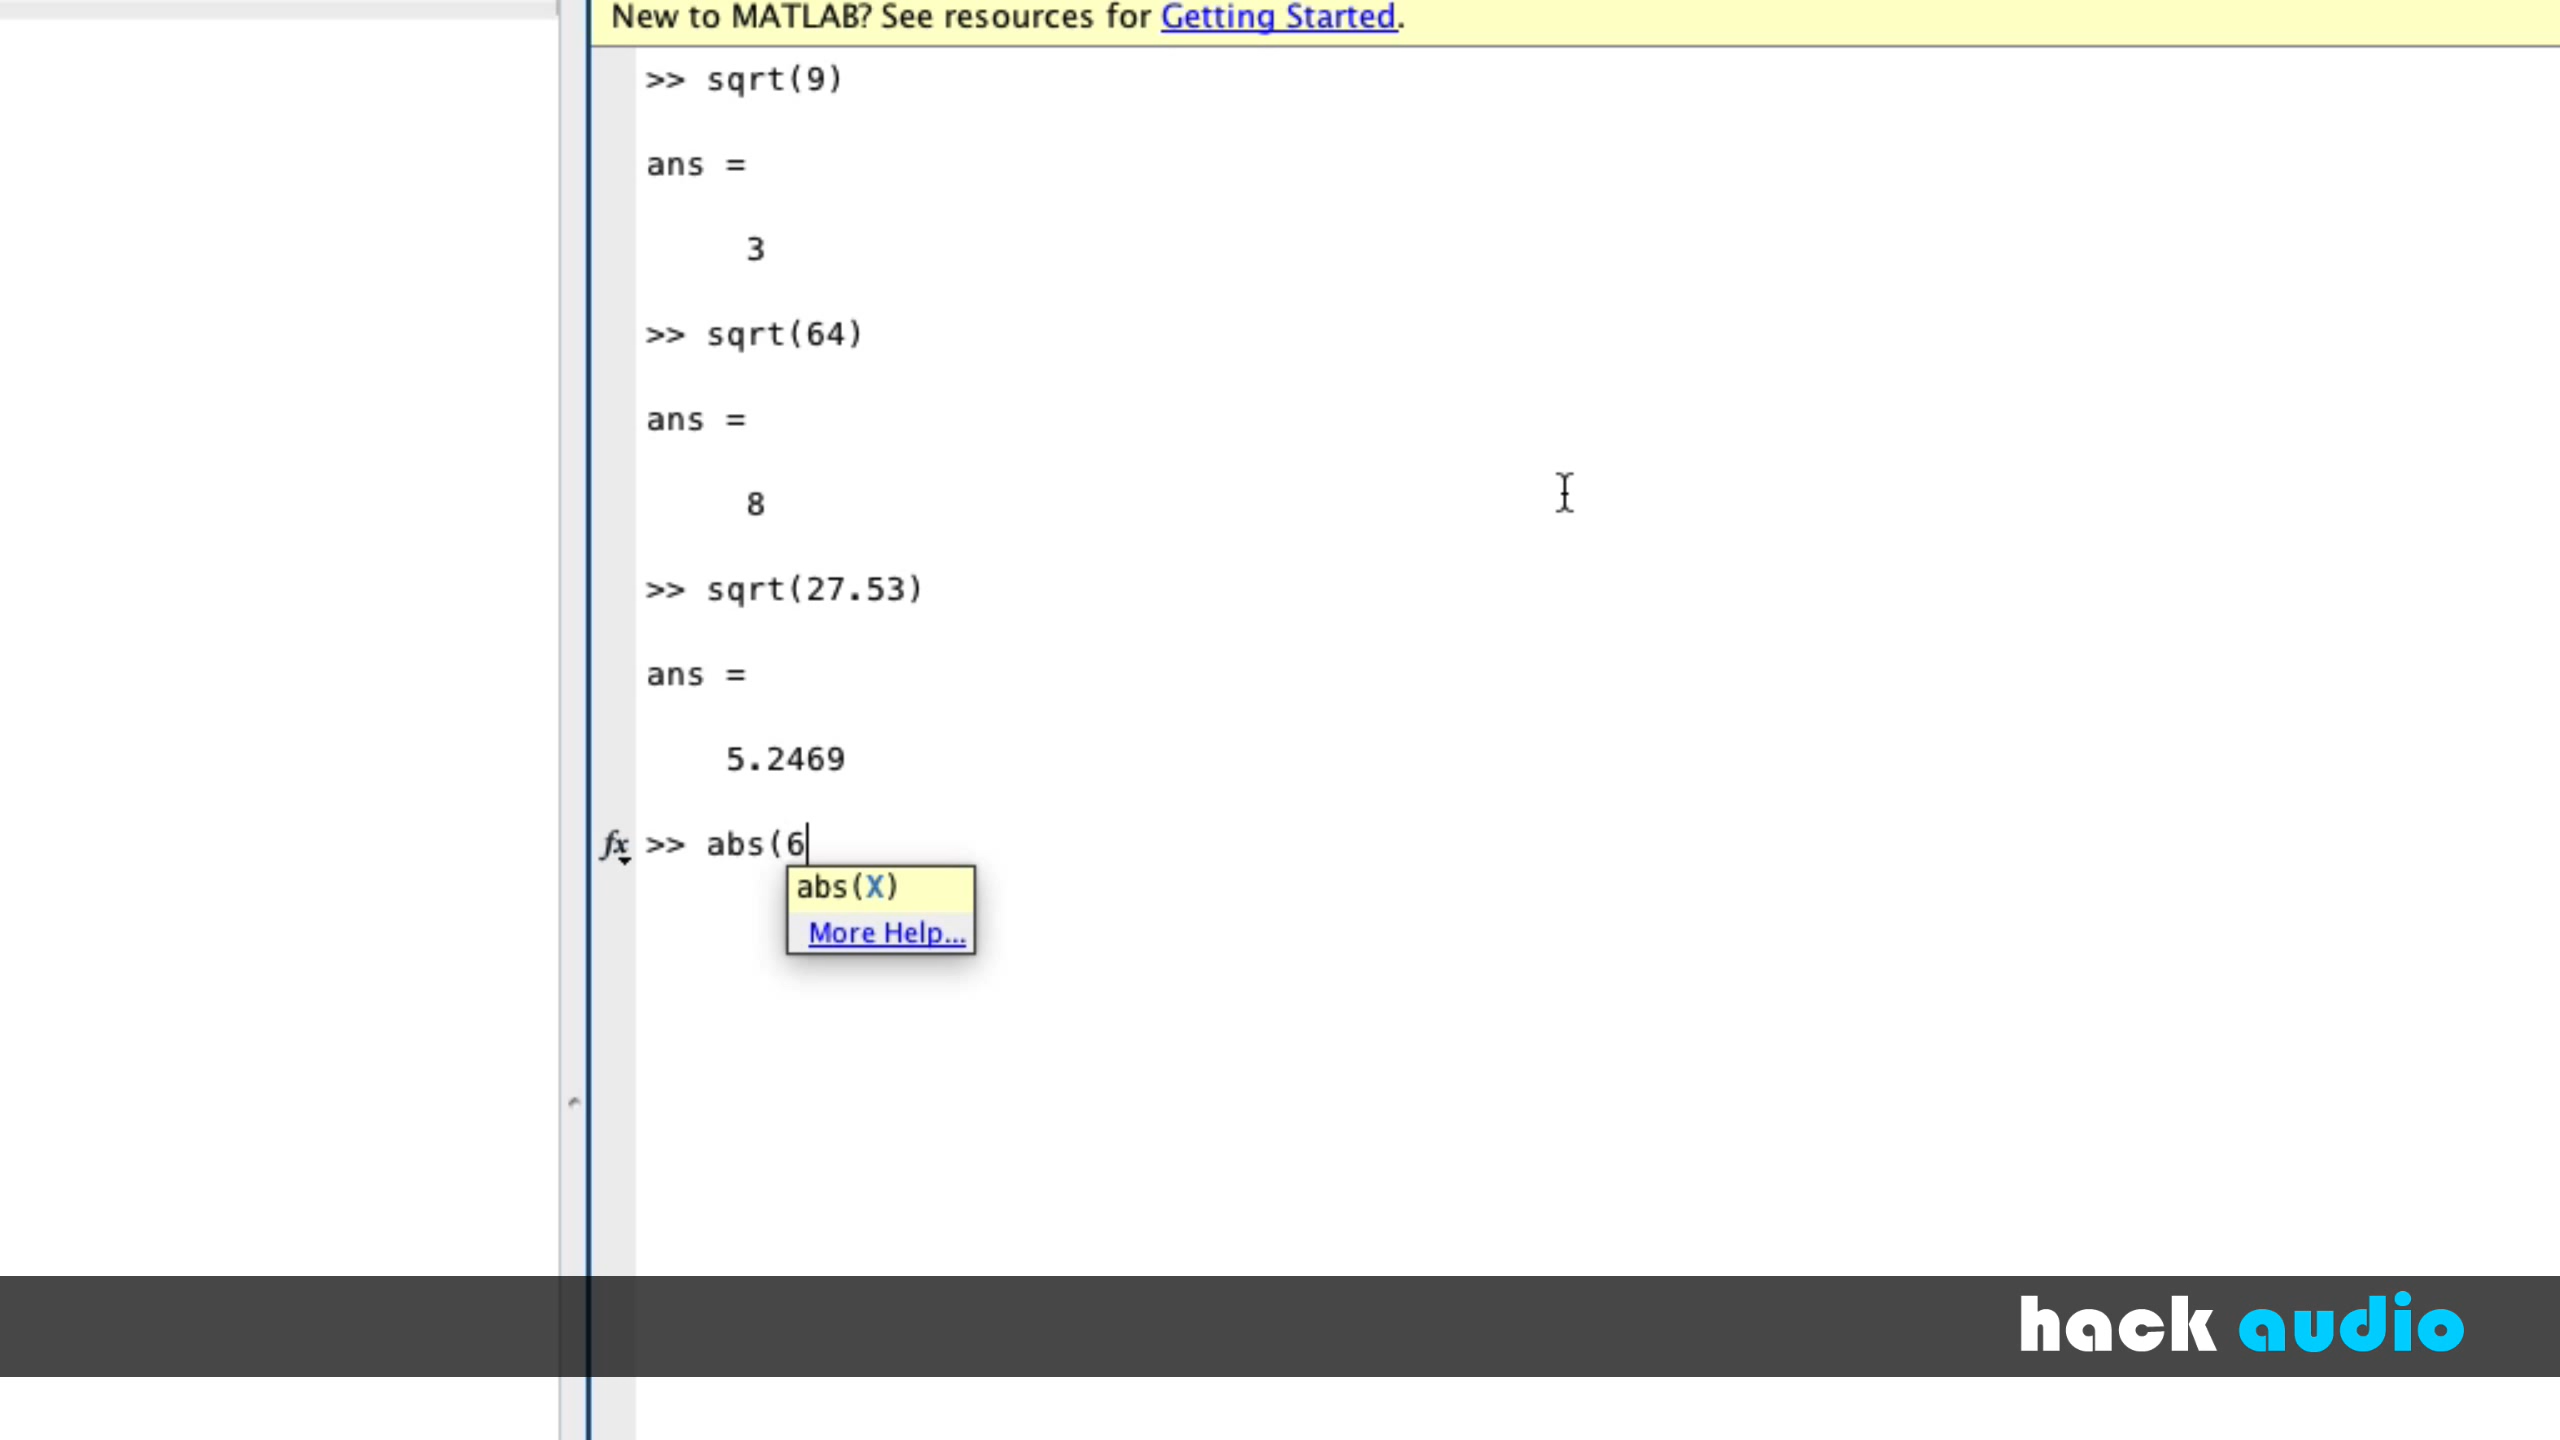 New to MATLAB? See resources for Getting Started.
>> sqrt(9)
ans =
3
>> sqrt(64)
ans =
8
>> sqrt(27.53)
ans =
5.2469
fx >> abs(6
abs(X)
More Help...
hack audio